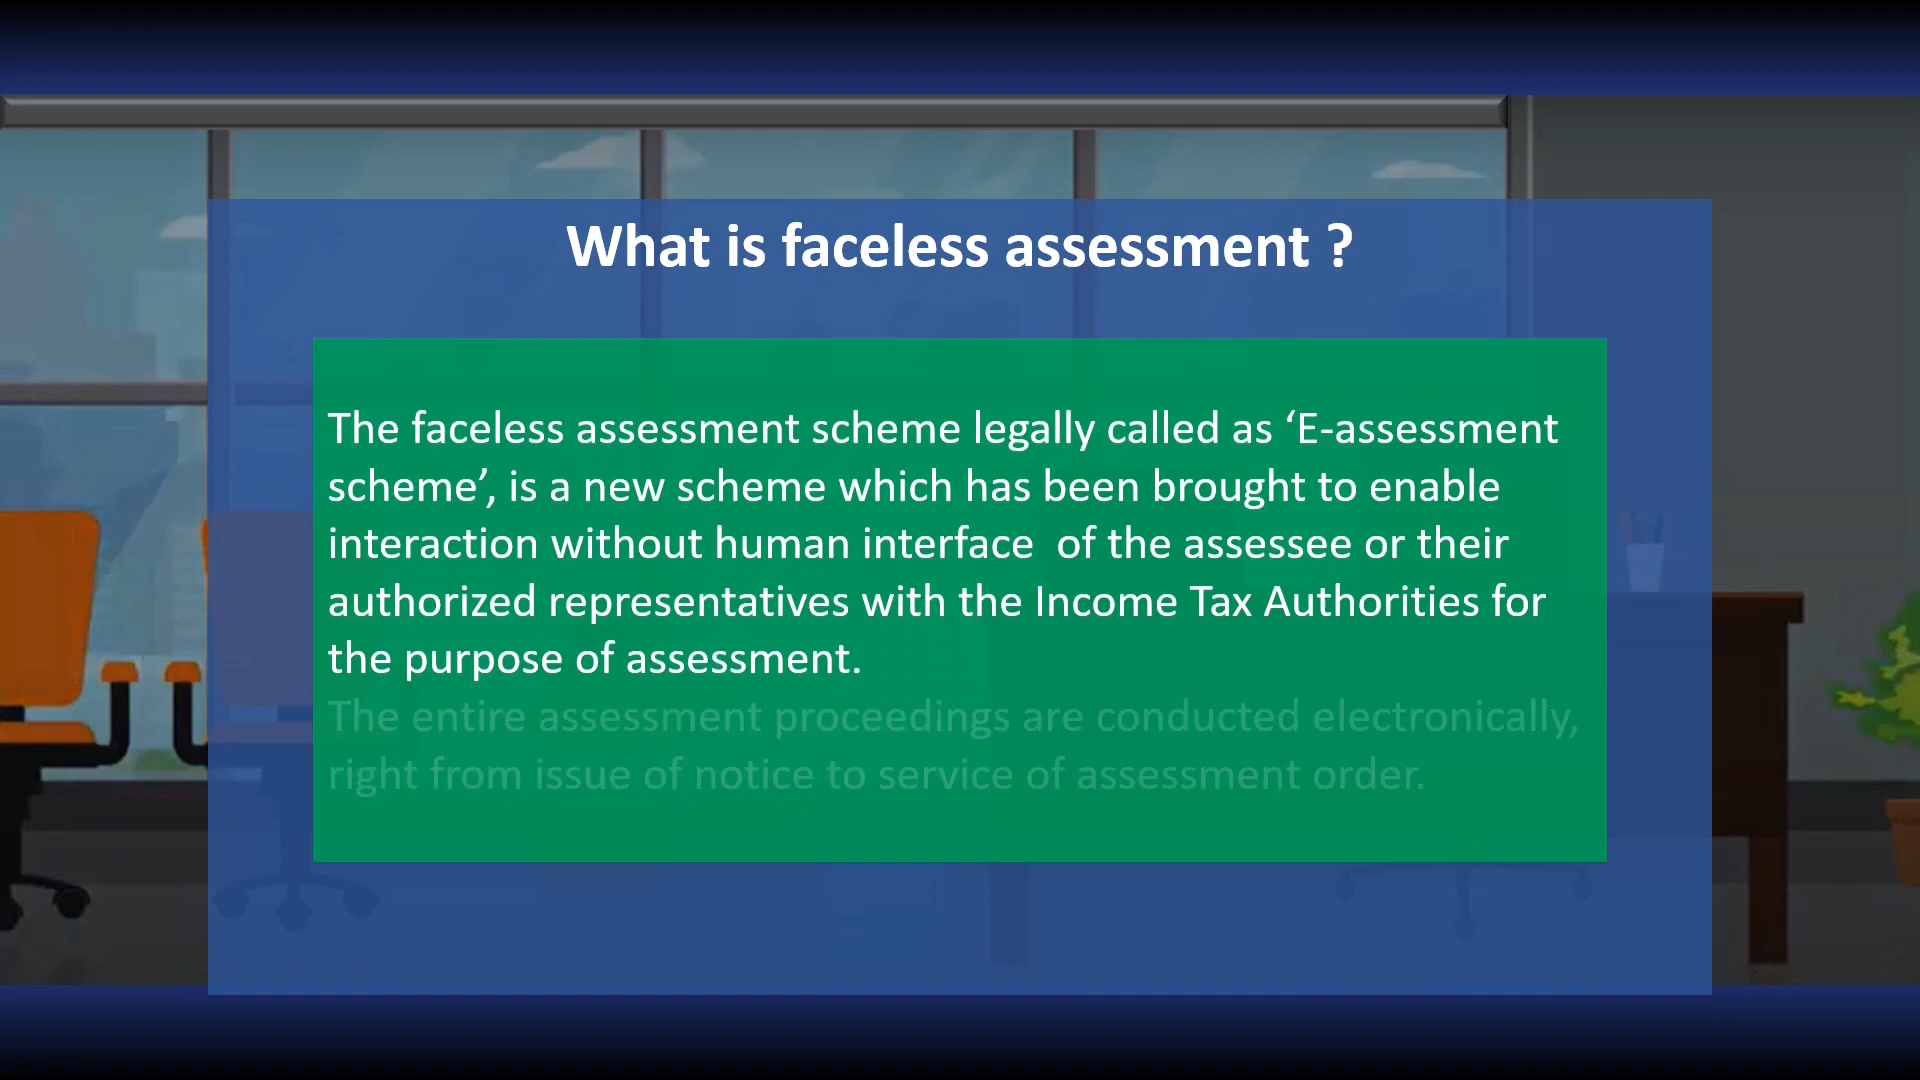 What is faceless assessment ?
The faceless assessment scheme legally called as ‘E-assessment
scheme’, is a new scheme which has been brought to enable
interaction without human interface  of the assessee or their
authorized representatives with the Income Tax Authorities for
the purpose of assessment.
The entire assessment proceedings are conducted electronically,
right from issue of notice to service of assessment order.